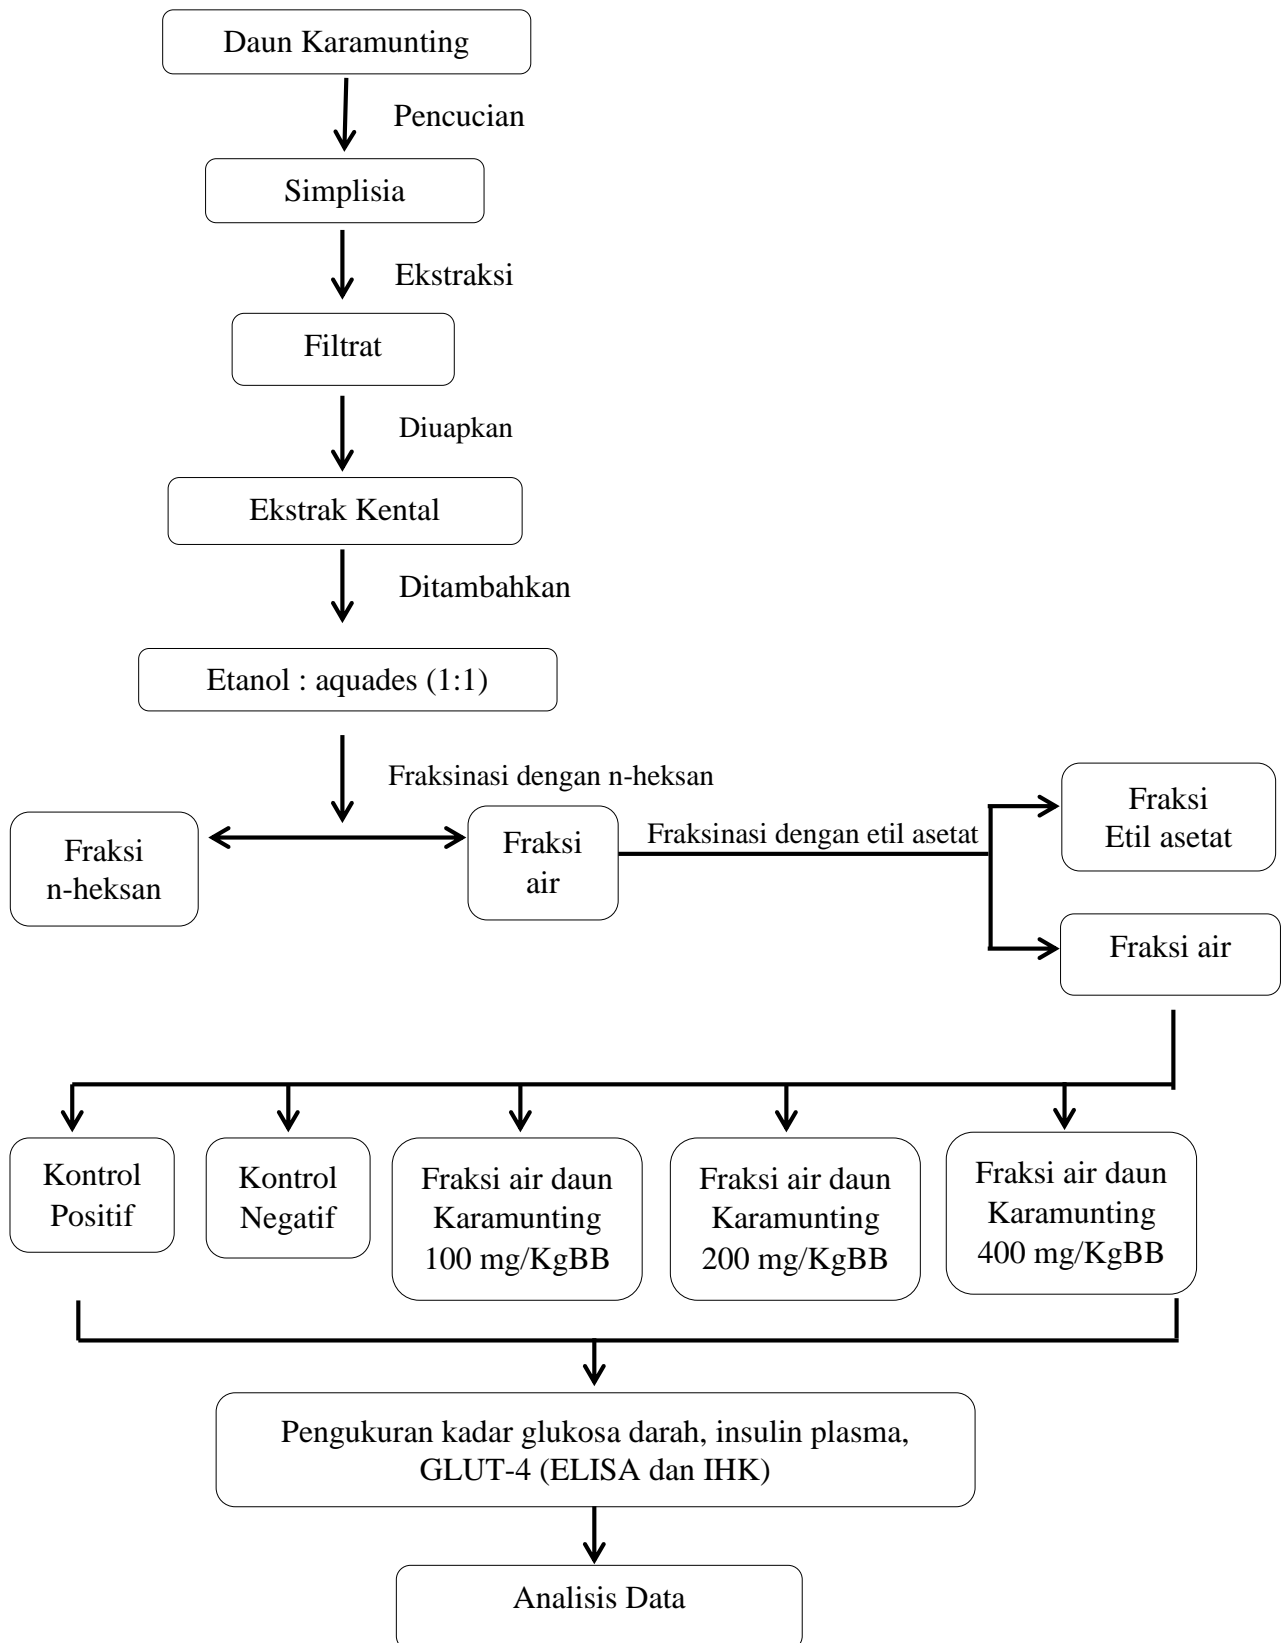 Daun Karamunting
Pencucian
Simplisia
Ekstraksi
Filtrat
Diuapkan
Ekstrak Kental
Ditambahkan
Etanol : aquades (1:1)
Fraksinasi dengan n-heksan
Fraksi
n-heksan
Fraksi
air
Fraksinasi dengan etil asetat
Fraksi
Etil asetat
Fraksi air
Kontrol
Positif
Kontrol
Negatif
Fraksi air daun
Karamunting
100 mg/KgBB
Fraksi air daun
Karamunting
200 mg/KgBB
Fraksi air daun
Karamunting
400 mg/KgBB
Pengukuran kadar glukosa darah, insulin plasma,
GLUT-4 (ELISA dan IHK)
Analisis Data